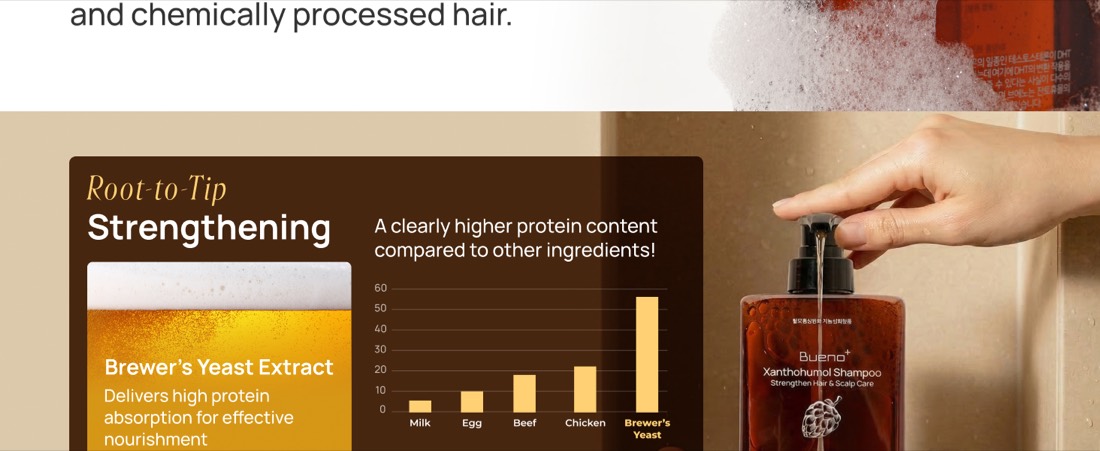 and chemically processed hair.
Root-to-Tip
Strengthening
A clearly higher protein content
compared to other ingredients!
Brewer's Yeast Extract
Delivers high protein
absorption for effective
nourishment
60
50
40
30
20
10
0
Milk
Egg
Beef
Chicken
Brewer's
Yeast
Bueno+
Xanthohumol Shampoo
Strengthen Hair & Scalp Care